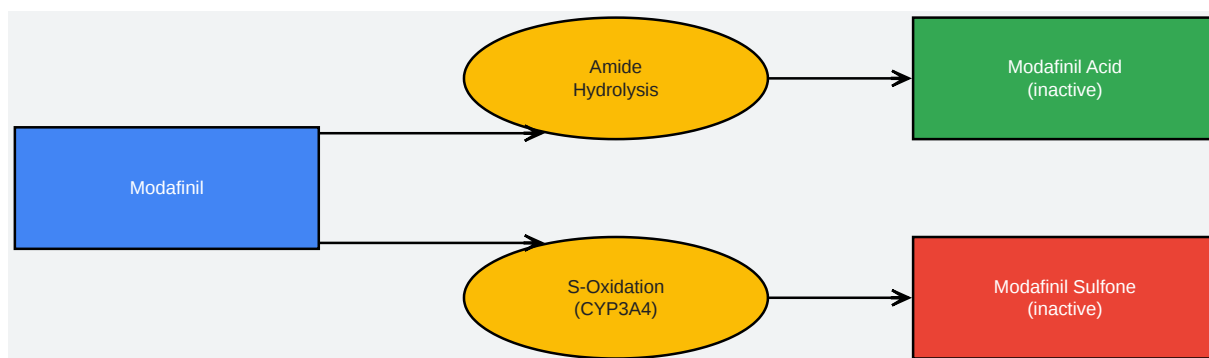 Amide
Hydrolysis
Modafinil Acid
(inactive)
Modafinil
S-Oxidation
(CYP3A4)
Modafinil Sulfone
(inactive)